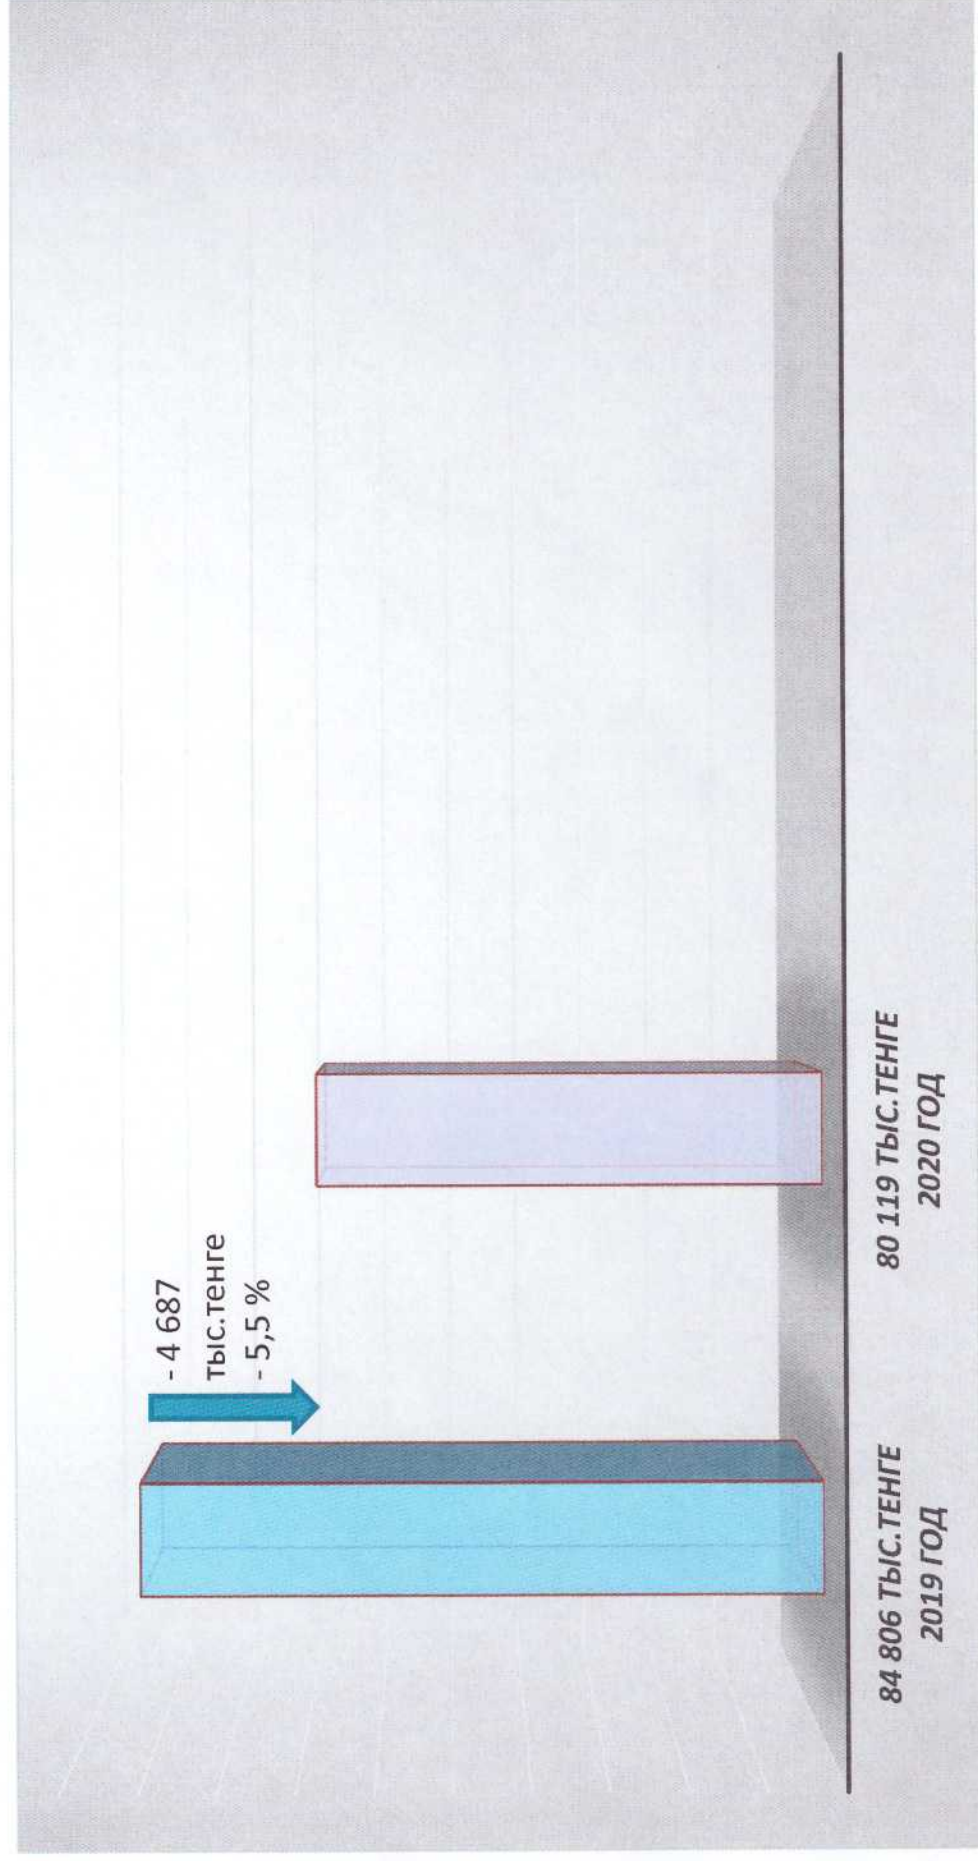 - 4 687
тыс.тенге
- 5,5 %
84 806 ТЫС.ТЕНГЕ
2019 ГОД
80 119 ТЫС.ТЕНГЕ
2020 ГОД